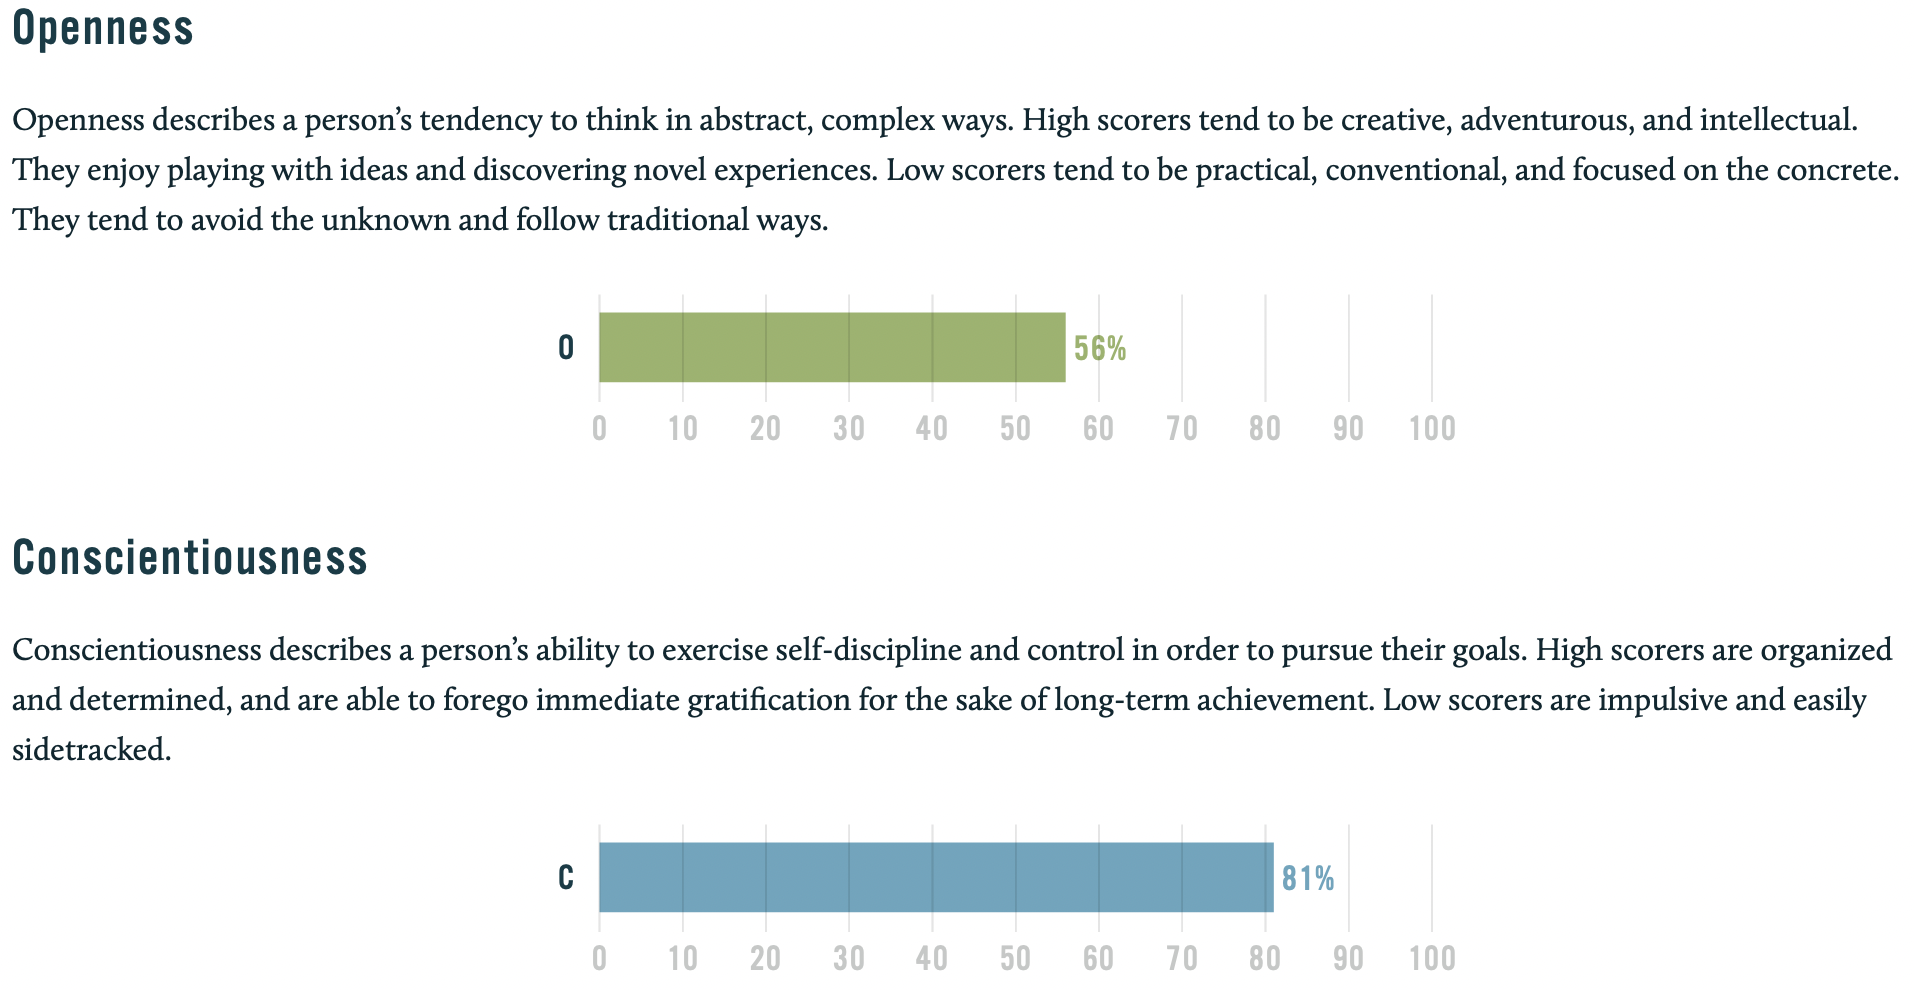 Openness
Openness describes a person’s tendency to think in abstract, complex ways. High scorers tend to be creative, adventurous, and intellectual.
They enjoy playing with ideas and discovering novel experiences. Low scorers tend to be practical, conventional, and focused on the concrete.
They tend to avoid the unknown and follow traditional ways.
O 56%
0 10 20 30 40 50 60 70 80 90 100
Conscientiousness
Conscientiousness describes a person’s ability to exercise self-discipline and control in order to pursue their goals. High scorers are organized
and determined, and are able to forego immediate gratification for the sake of long-term achievement. Low scorers are impulsive and easily
sidetracked.
C 81%
0 10 20 30 40 50 60 70 80 90 100